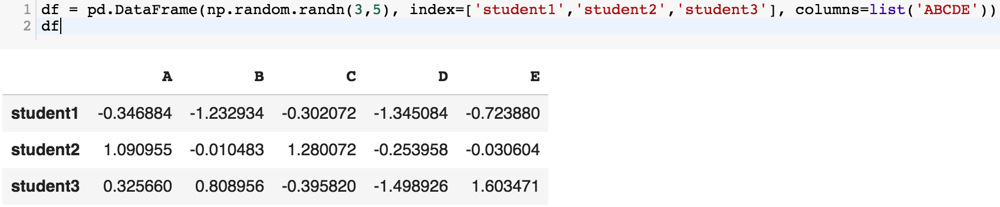 1 df = pd.DataFrame(np.random.randn(3,5), index=['student1','student2','student3'], columns=list('ABCDE'))
2 df
A B C D E
student1 -0.346884 -1.232934 -0.302072 -1.345084 -0.723880
student2 1.090955 -0.010483 1.280072 -0.253958 -0.030604
student3 0.325660 0.808956 -0.395820 -1.498926 1.603471